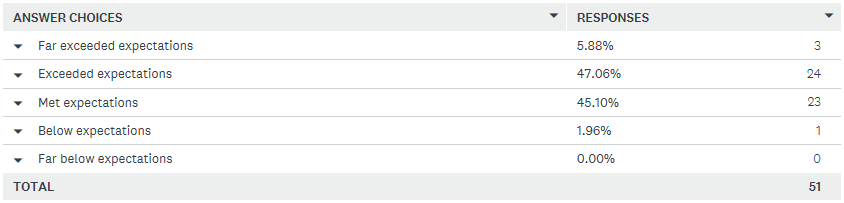 ANSWER CHOICES RESPONSES
Far exceeded expectations 5.88% 3
Exceeded expectations 47.06% 24
Met expectations 45.10% 23
Below expectations 1.96% 1
Far below expectations 0.00% 0
TOTAL 51